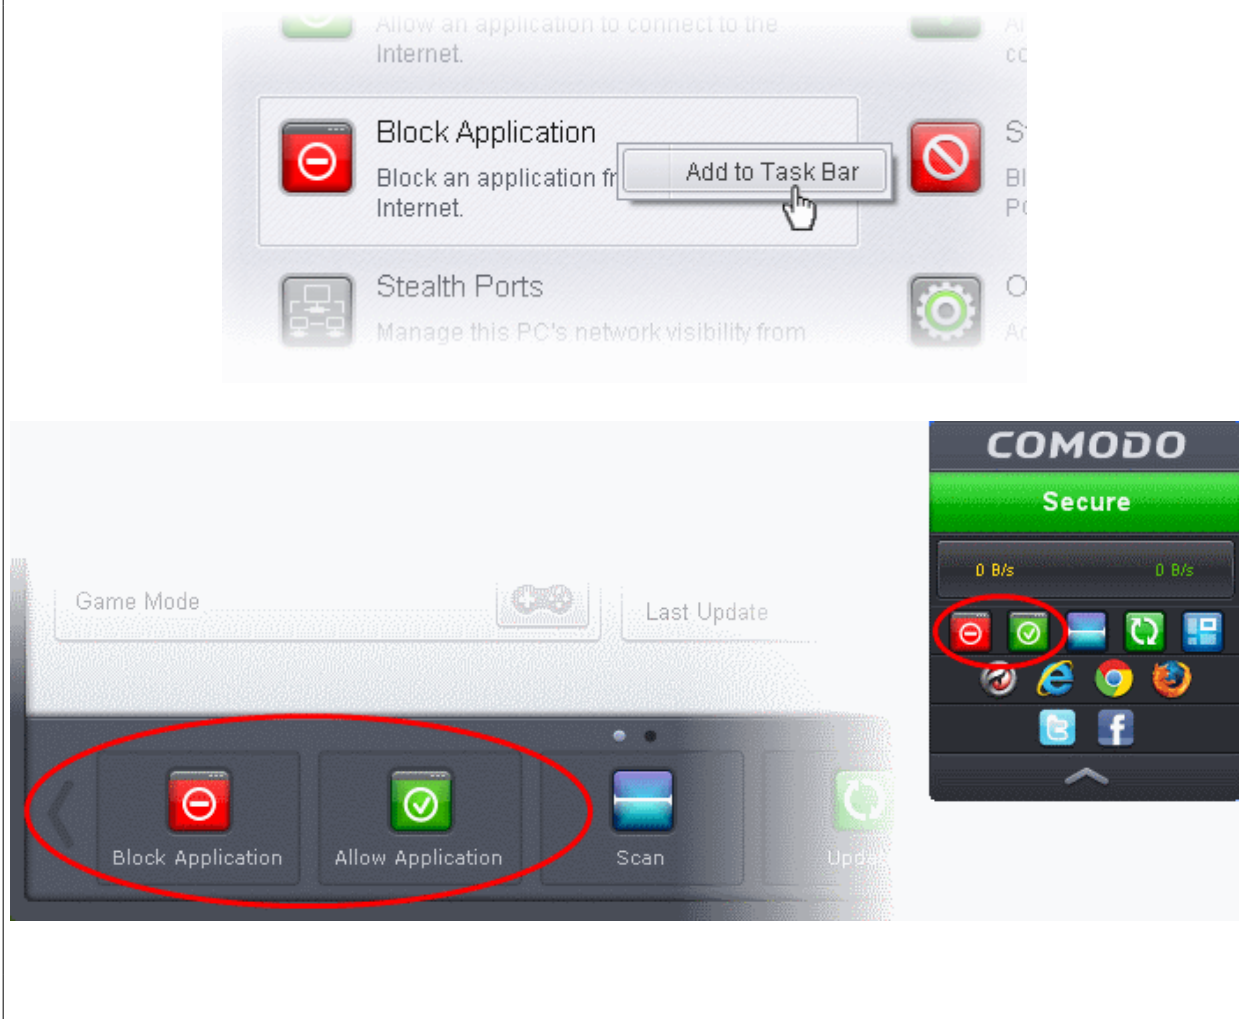 Allow an application to connect to the
Internet.
Block Application
Block an application fr
Internet.
Add to Task Bar
Stealth Ports
Manage this PC's network visibility from
COMODO
Secure
0 B/s
0 B/s
Game Mode
Last Update
Block Application
Allow Application
Scan